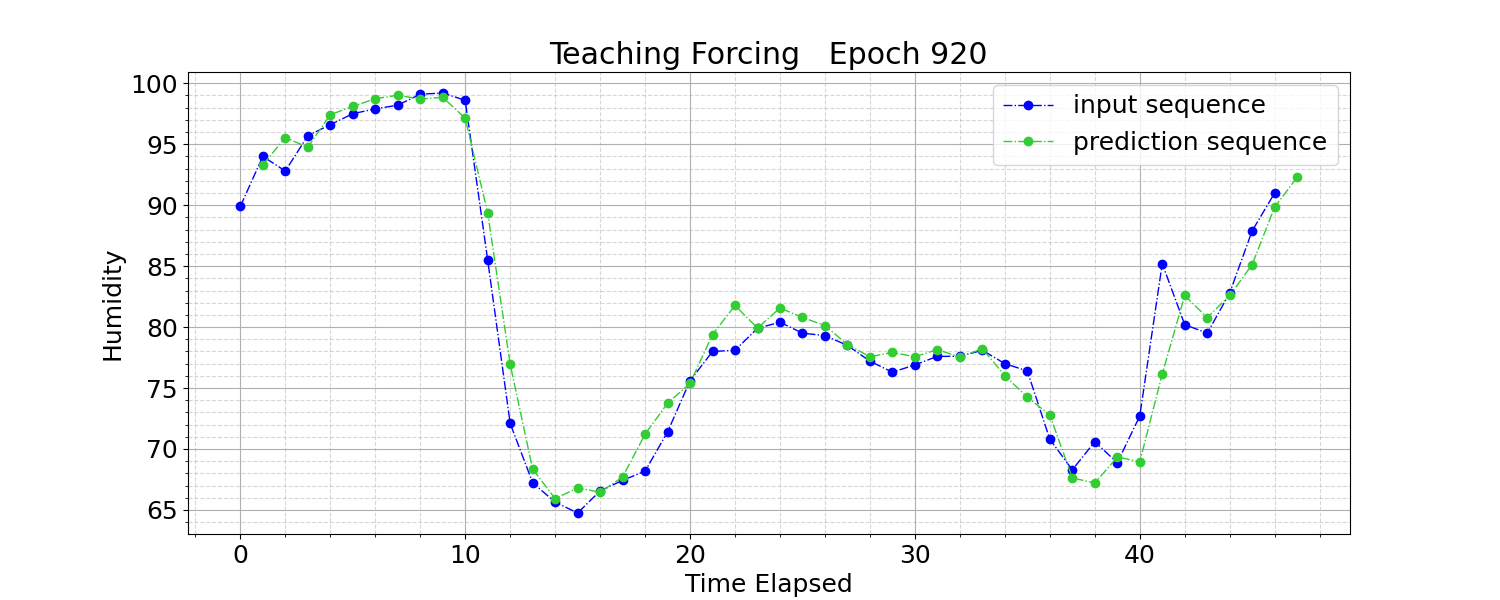 Teaching Forcing   Epoch 920
100
95
90
85
80
75
70
65
Humidity
input sequence
prediction sequence
0 10 20 30 40
Time Elapsed